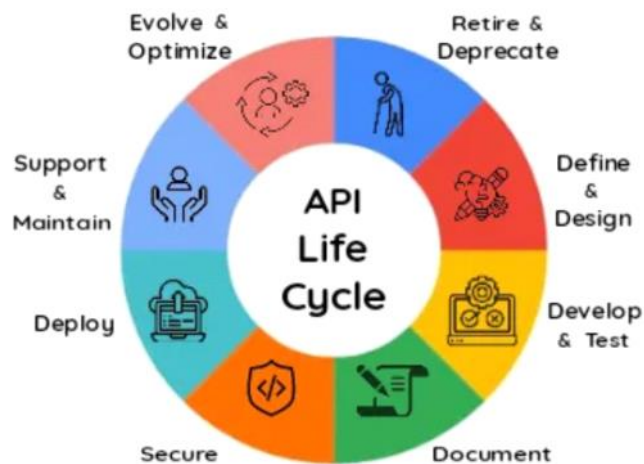 Evolve &
Optimize
Retire &
Deprecate
Support
&
Maintain
Define
&
Design
API
Life
Cycle
Deploy
Develop
& Test
Secure
Document